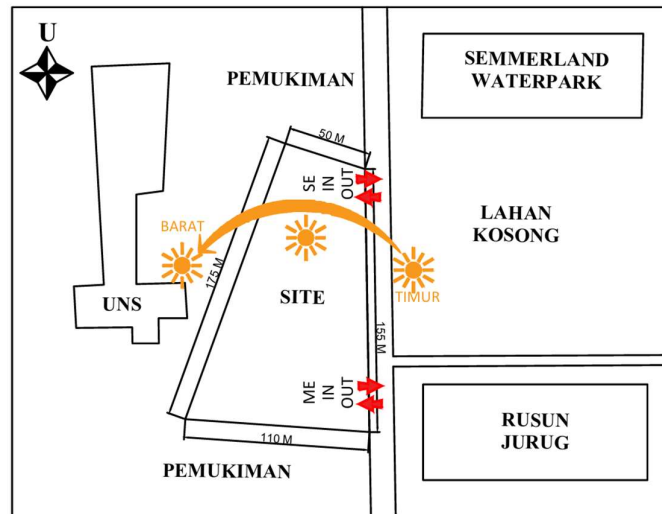 U
SEMMERLAND
WATERPARK
PEMUKIMAN
50 M
SE
IN
OUT
LAHAN
KOSONG
BARAT
175 M
TIMUR
UNS
SITE
155 M
ME
IN
OUT
RUSUN
JURUG
110 M
PEMUKIMAN